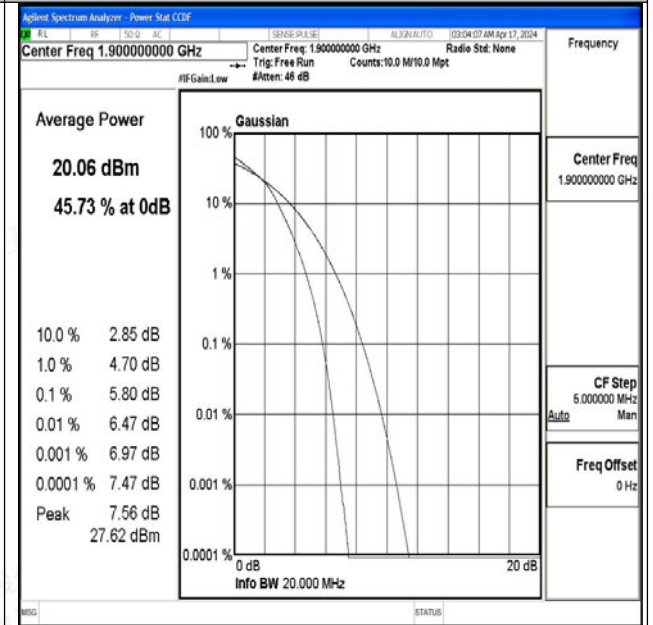 Agilent Spectrum Analyzer - Power Stat CCDF
RL RF 50 Ω AC SENSE:PULSE ALIGN AUTO 03:04:07 AM Apr 17, 2024
Center Freq 1.900000000 GHz
Center Freq: 1.900000000 GHz Radio Std: None
Trig: Free Run Counts:10.0 M/10.0 Mpt
#IFGain:Low #Atten: 46 dB
Frequency
Average Power
20.06 dBm
45.73 % at 0dB
10.0 % 2.85 dB
1.0 % 4.70 dB
0.1 % 5.80 dB
0.01 % 6.47 dB
0.001 % 6.97 dB
0.0001 % 7.47 dB
Peak 7.56 dB
27.62 dBm
Gaussian
100 %
10 %
1 %
0.1 %
0.01 %
0.001 %
0.0001 %
0 dB 20 dB
Info BW 20.000 MHz
Center Freq
1.900000000 GHz
CF Step
5.000000 MHz
Auto Man
Freq Offset
0 Hz
MSG STATUS